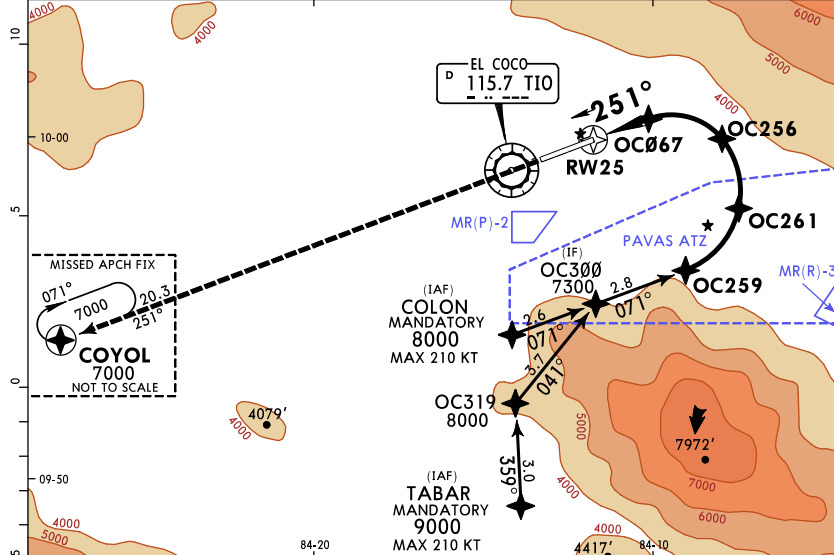 4000
4000
6000
5000
4000
10
EL COCO
D 115.7 TIO
251°
OCØ67
OC256
RW25
10-00
5
MR(P)-2
PAVAS ATZ
OC261
MISSED APCH FIX
071°
7000
20.3
251°
COYOL
7000
NOT TO SCALE
(IF)
OC3ØØ
7300
2.8
071°
OC259
MR(R)-3
(IAF)
COLON
MANDATORY
8000
MAX 210 KT
2.6
071°
3.7
041°
0
OC319
8000
4079'
4000
5000
7972'
7000
6000
4000
09-50
359°
3.0
(IAF)
TABAR
MANDATORY
9000
MAX 210 KT
4000
5000
5
84-20
4000
4417'
84-10